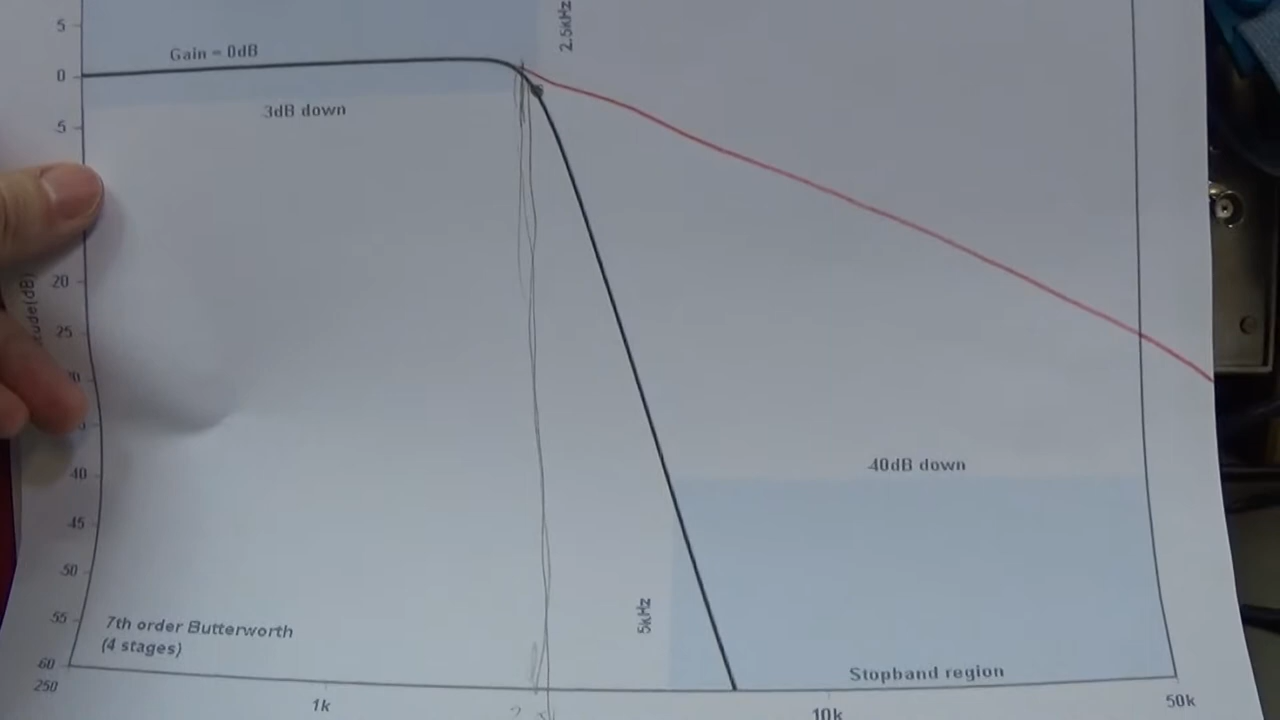 5
2.5kHz
Gain = 0dB
0
3dB down
5
20
25
40dB down
40
45
50
5kHz
55
7th order Butterworth
(4 stages)
60
Stopband region
250
1k
10k
50k